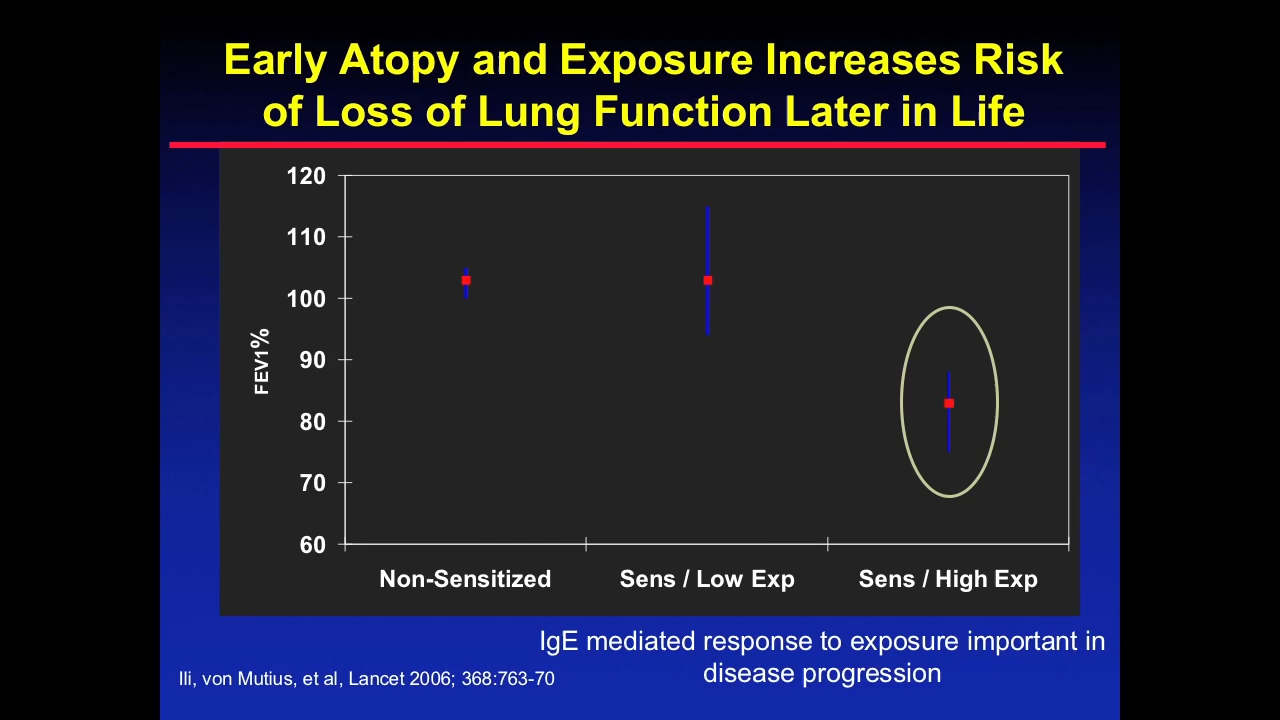 Early Atopy and Exposure Increases Risk
of Loss of Lung Function Later in Life
120
110
100
90
80
70
60
FEV1%
Non-Sensitized
Sens / Low Exp
Sens / High Exp
IgE mediated response to exposure important in
disease progression
Ili, von Mutius, et al, Lancet 2006; 368:763-70